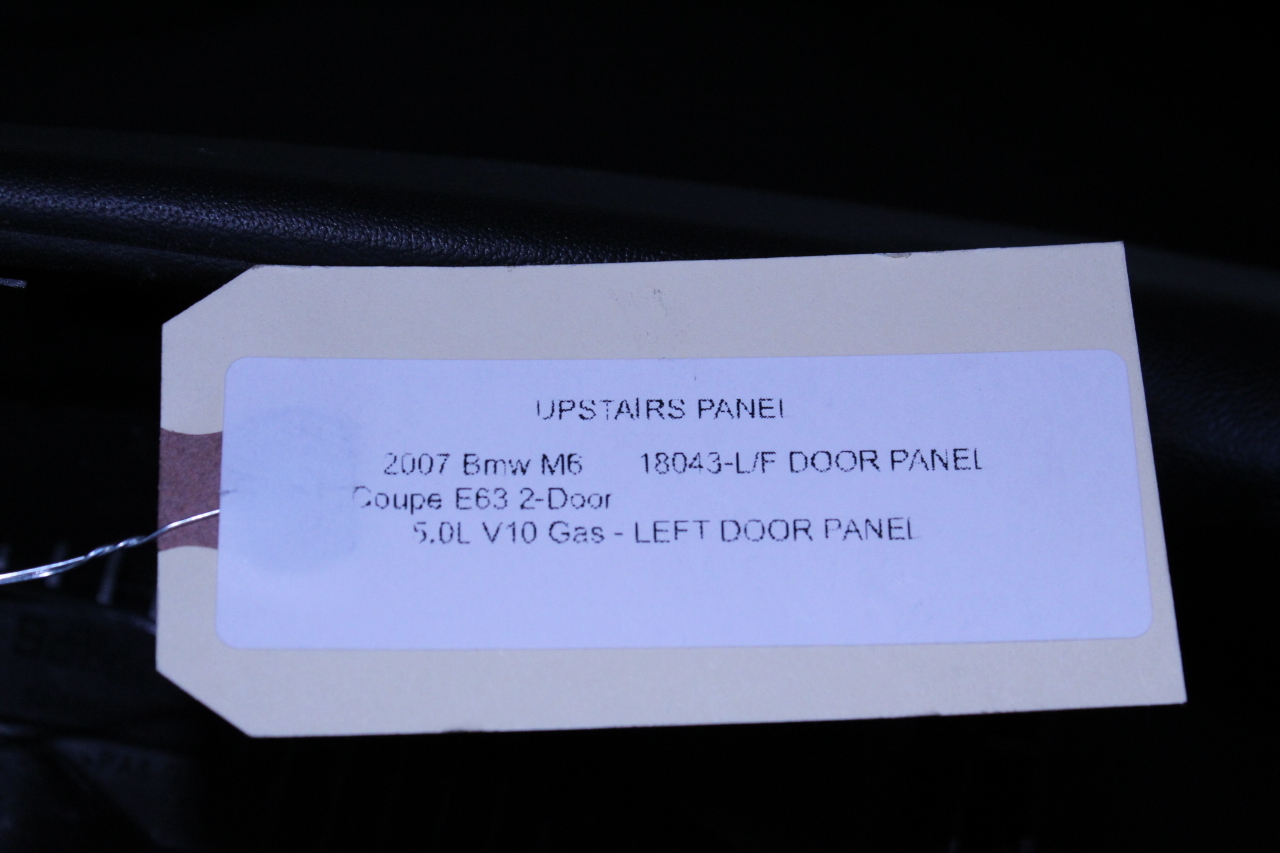 UPSTAIRS PANEL
2007 Bmw M6 18043-L/F DOOR PANEL
Coupe E63 2-Door
5.0L V10 Gas - LEFT DOOR PANEL